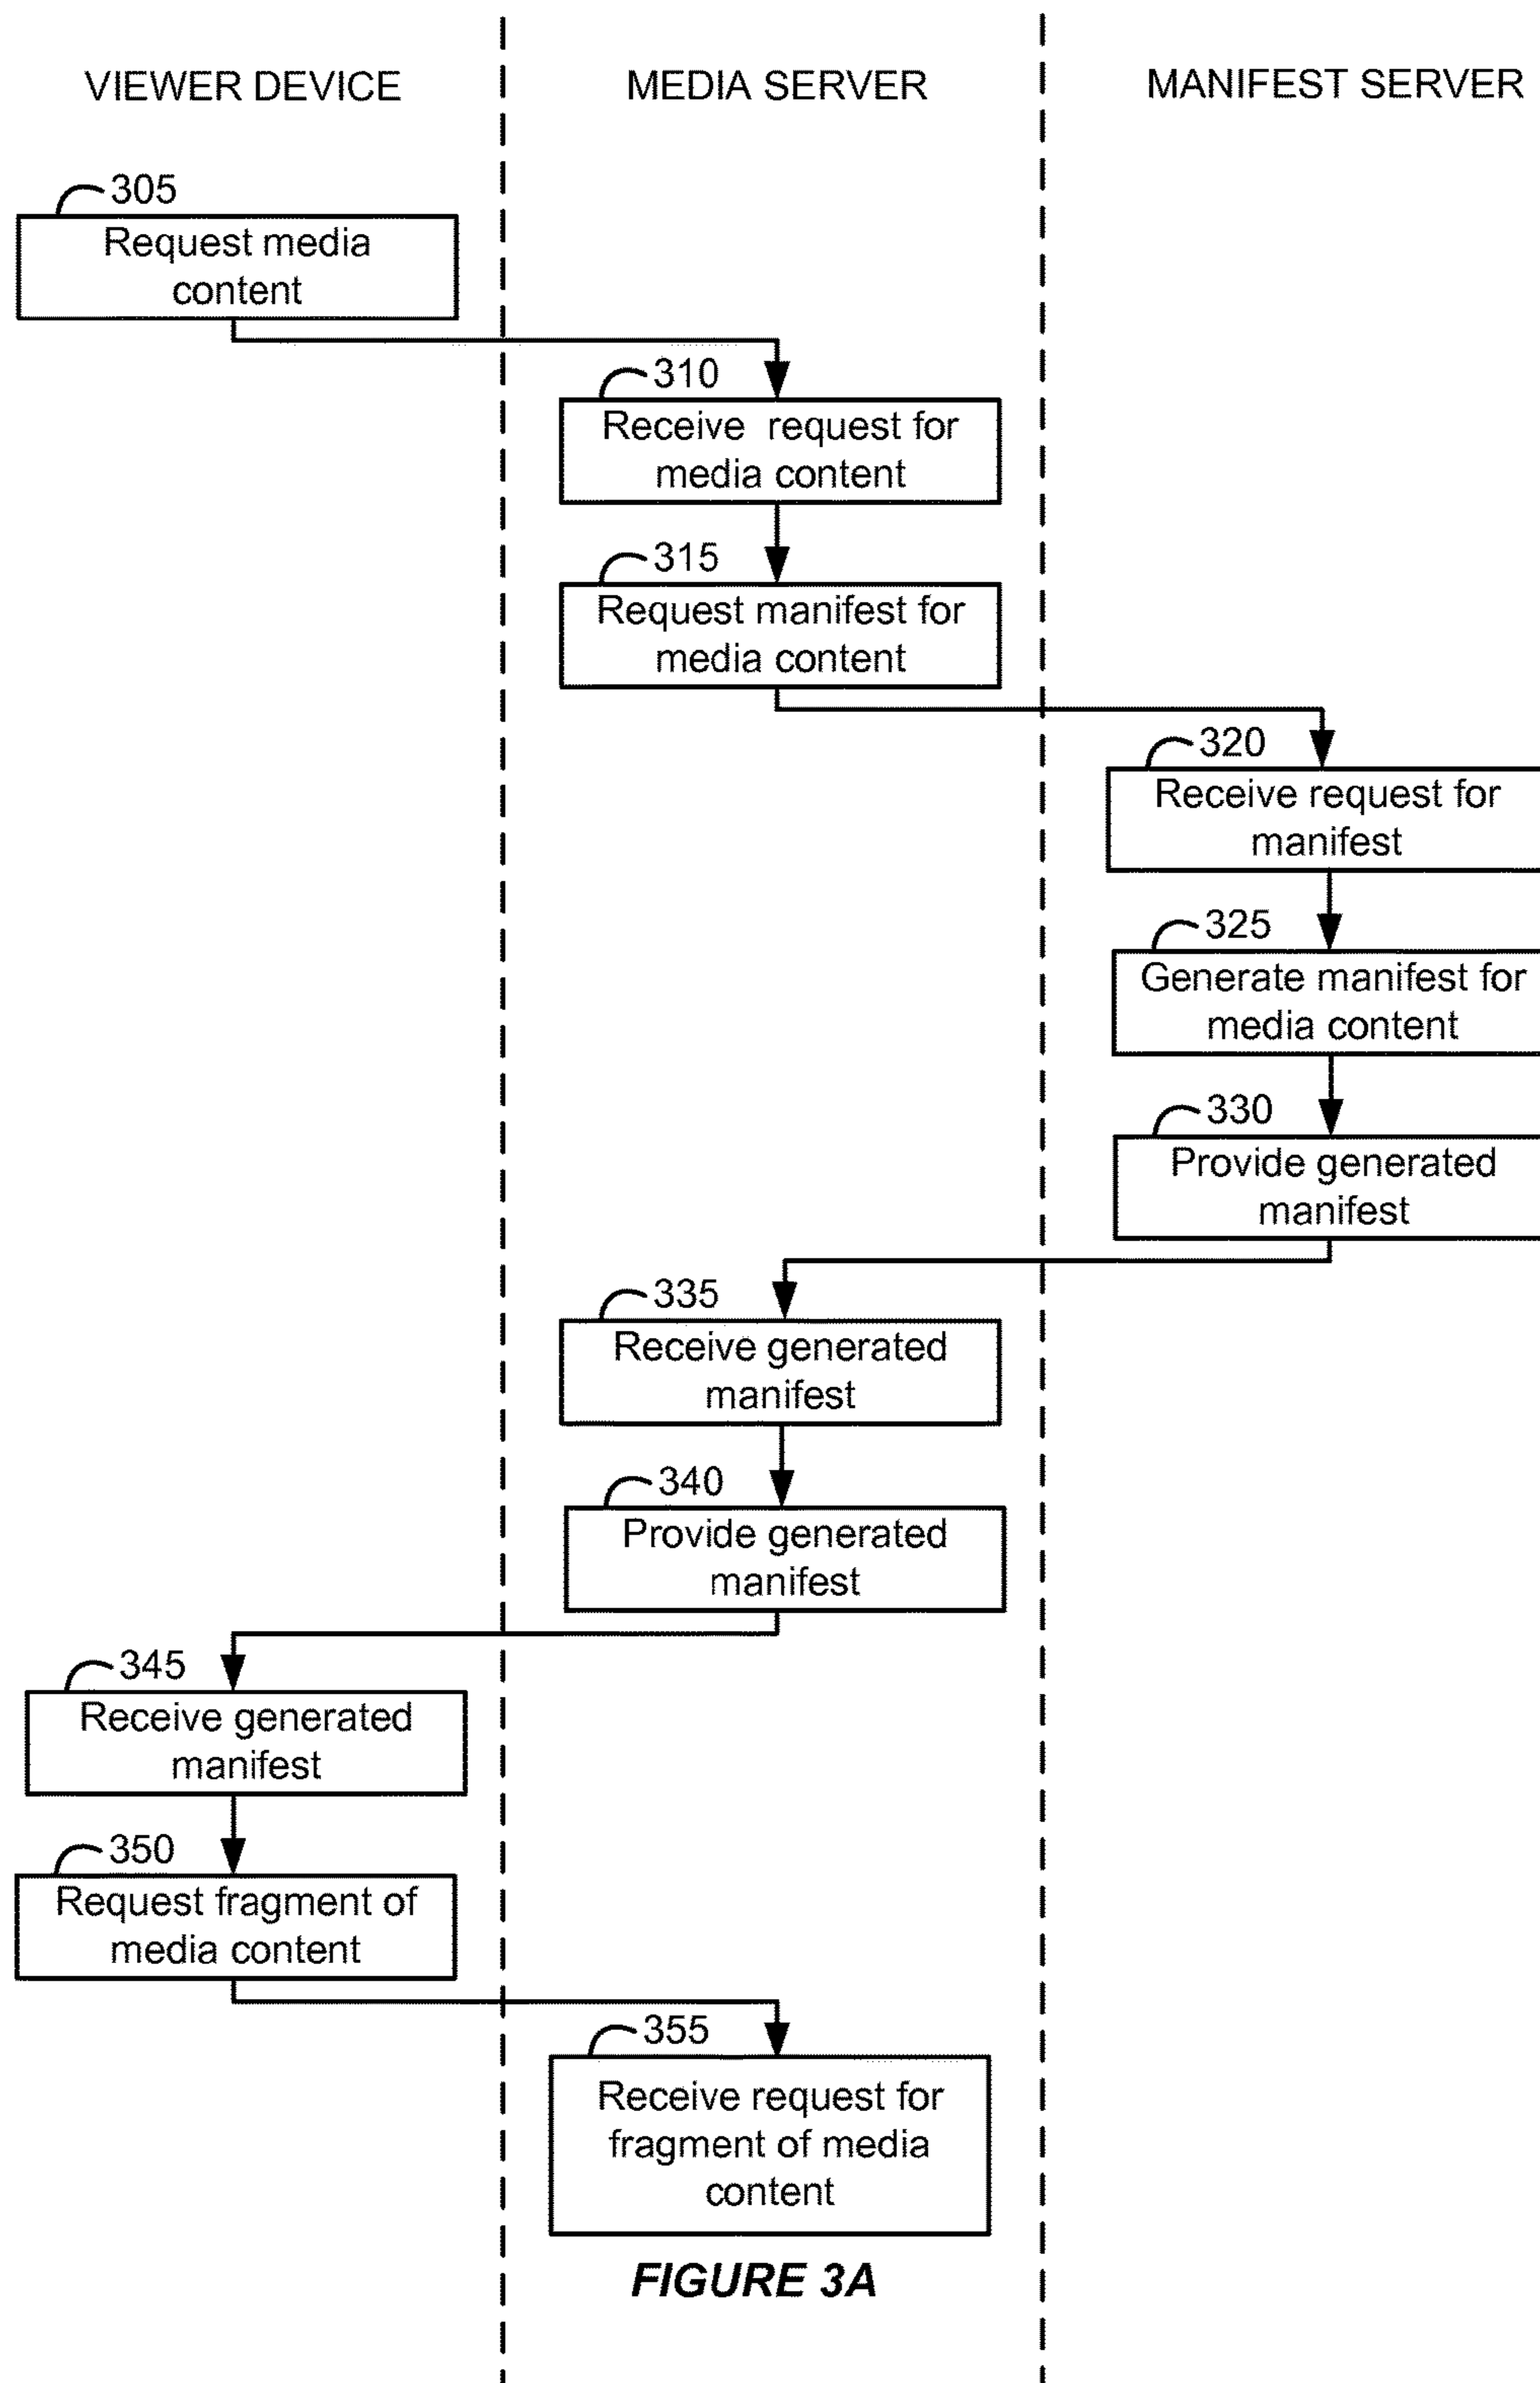 VIEWER DEVICE
MEDIA SERVER
MANIFEST SERVER
305
Request media
content
310
Receive request for
media content
315
Request manifest for
media content
320
Receive request for
manifest
325
Generate manifest for
media content
330
Provide generated
manifest
335
Receive generated
manifest
340
Provide generated
manifest
345
Receive generated
manifest
350
Request fragment of
media content
355
Receive request for
fragment of media
content
FIGURE 3A